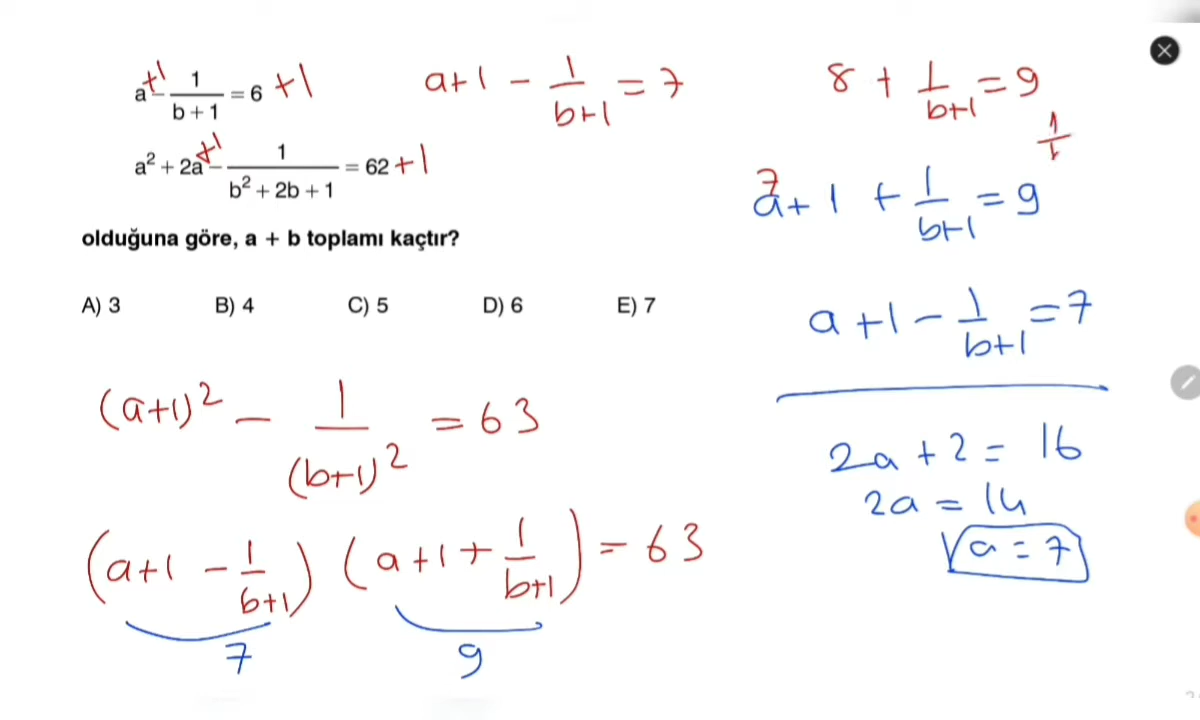 a +1 − 1/(b + 1) = 6 +1
a² + 2a +1 − 1/(b² + 2b + 1) = 62 +1
olduğuna göre, a + b toplamı kaçtır?
A) 3 B) 4 C) 5 D) 6 E) 7
a+1 − 1/(b+1) = 7
(a+1)² − 1/(b+1)² = 63
(a+1 − 1/(b+1)) (a+1 + 1/(b+1)) = 63
7 9
8 + 1/(b+1) = 9
1/1
7
a+1 + 1/(b+1) = 9
a+1 − 1/(b+1) = 7
2a+2 = 16
2a = 14
√a = 7